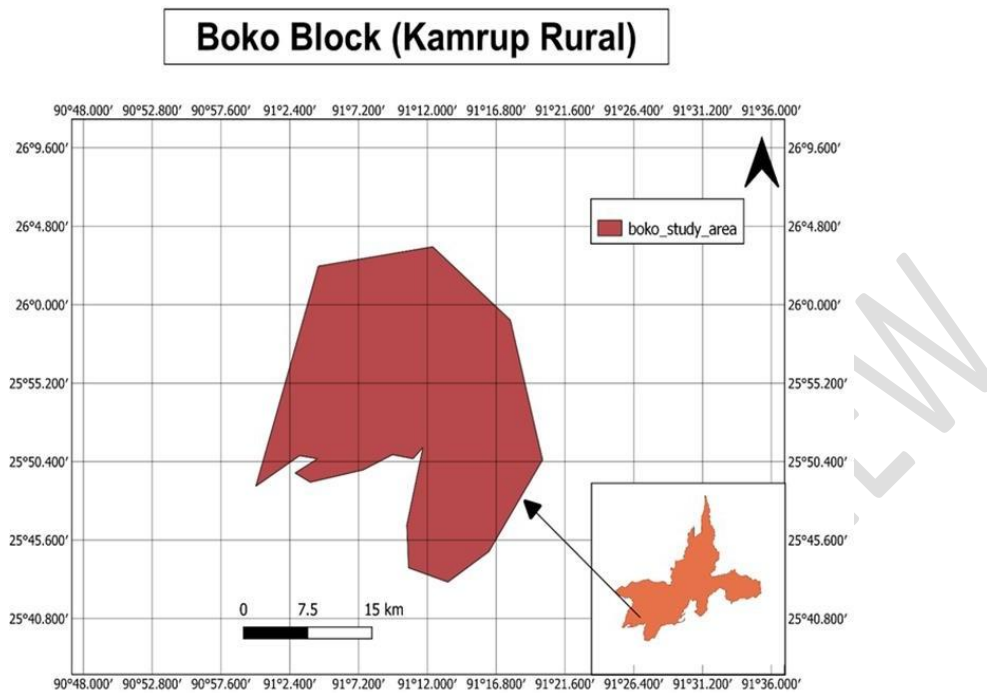 Boko Block (Kamrup Rural)
90°48.000′ 90°52.800′ 90°57.600′ 91°2.400′ 91°7.200′ 91°12.000′ 91°16.800′ 91°21.600′ 91°26.400′ 91°31.200′ 91°36.000′
26°9.600′ 26°9.600′
26°4.800′ 26°4.800′
boko_study_area
26°0.000′ 26°0.000′
25°55.200′ 25°55.200′
25°50.400′ 25°50.400′
25°45.600′ 25°45.600′
0 7.5 15 km
25°40.800′ 25°40.800′
90°48.000′ 90°52.800′ 90°57.600′ 91°2.400′ 91°7.200′ 91°12.000′ 91°16.800′ 91°21.600′ 91°26.400′ 91°31.200′ 91°36.000′